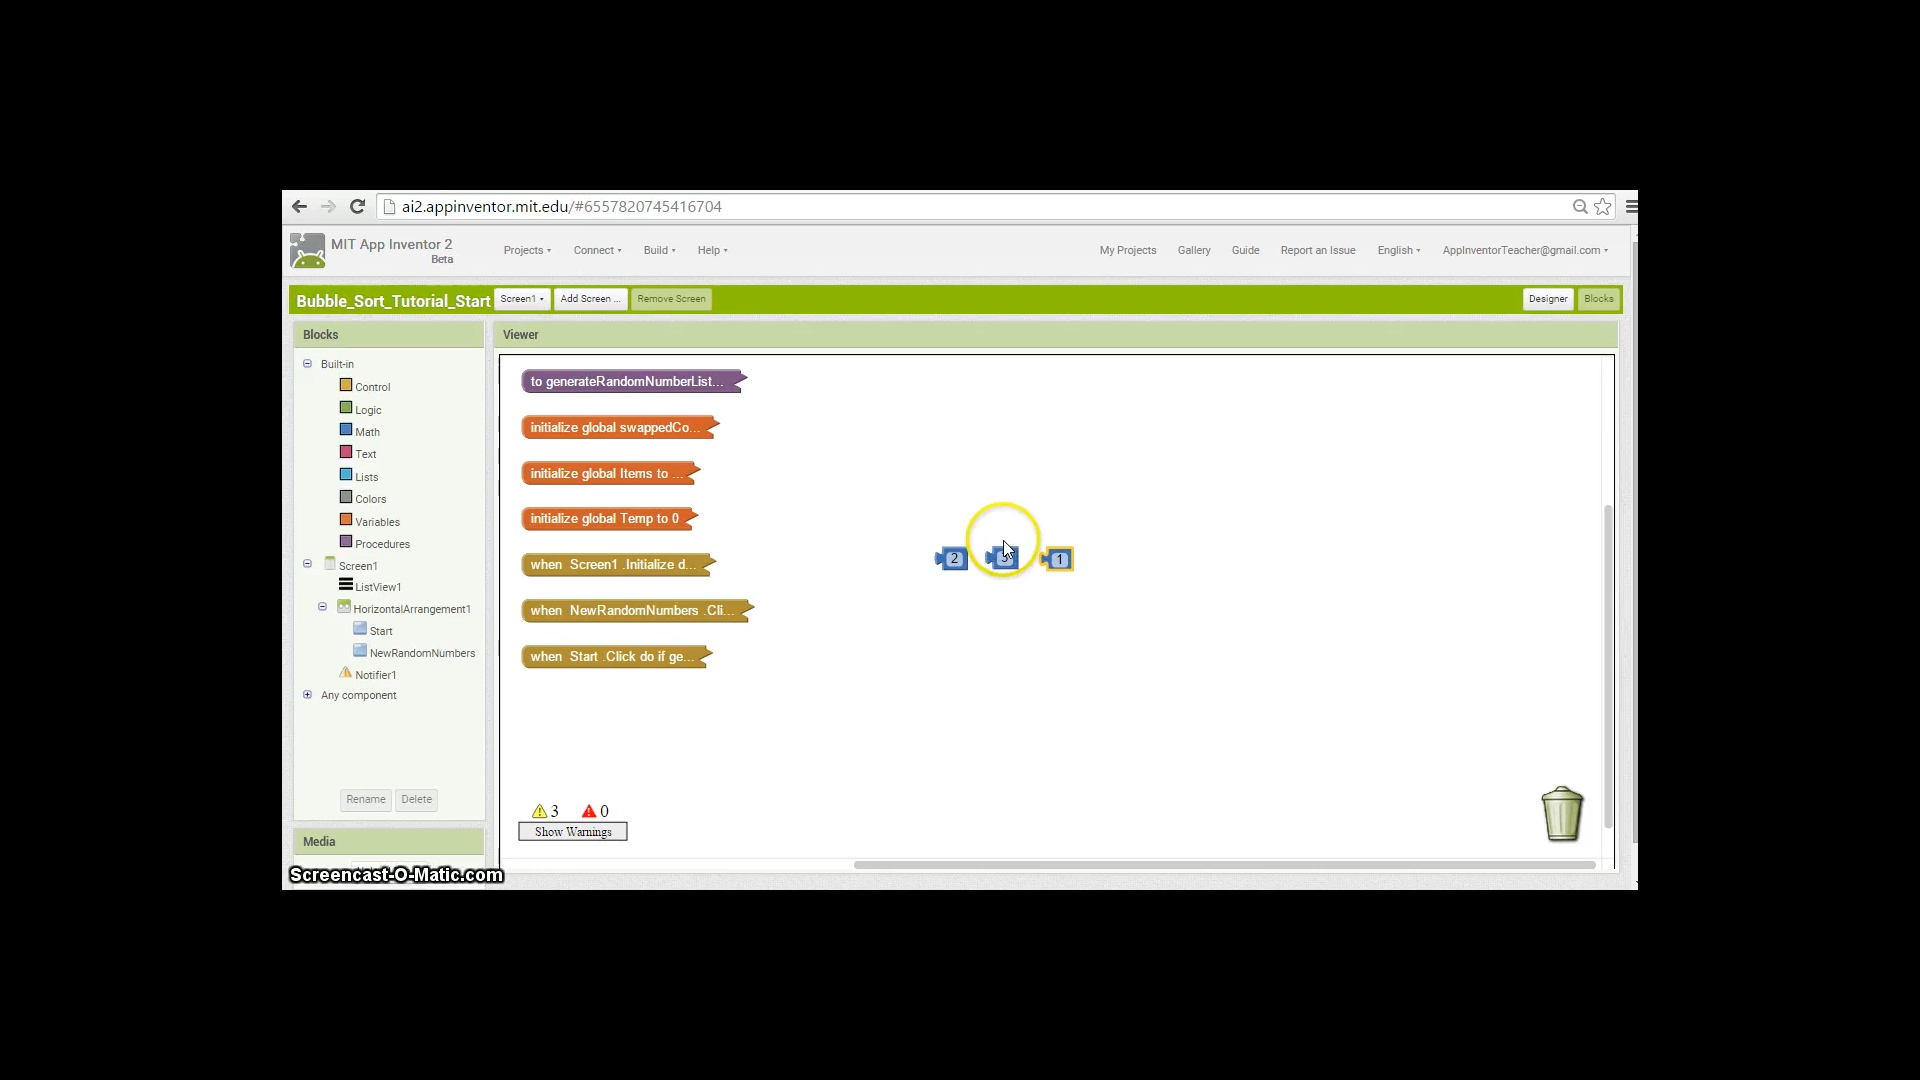 ai2.appinventor.mit.edu/#6557820745416704
MIT App Inventor 2
Beta
Projects
Connect
Build
Help
My Projects
Gallery
Guide
Report an Issue
English
AppInventorTeacher@gmail.com
Bubble_Sort_Tutorial_Start
Screen1
Add Screen ...
Remove Screen
Designer
Blocks
Blocks
Viewer
Built-in
Control
Logic
Math
Text
Lists
Colors
Variables
Procedures
Screen1
ListView1
HorizontalArrangement1
Start
NewRandomNumbers
Notifier1
Any component
Rename
Delete
Media
to generateRandomNumberList...
initialize global swappedCo...
initialize global Items to ...
initialize global Temp to 0
when Screen1 .Initialize d...
when NewRandomNumbers .Cli...
when Start .Click do if ge...
2
1
3
0
Show Warnings
Screencast-O-Matic.com